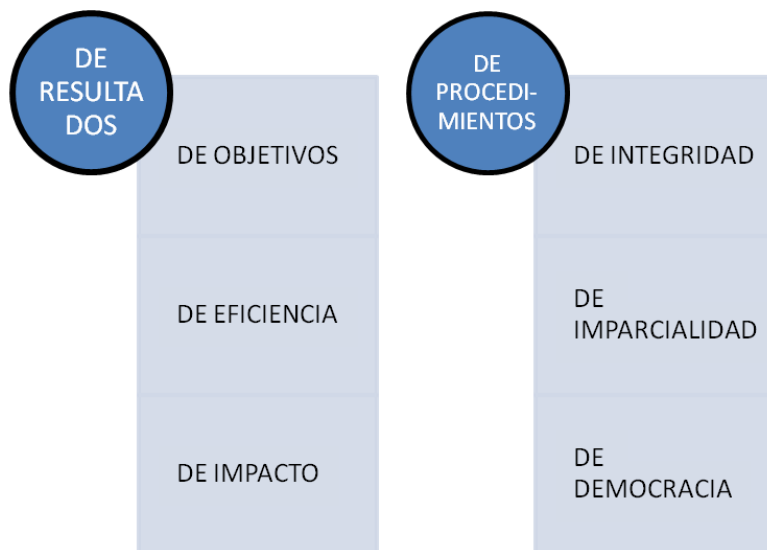 DE
RESULTA
DOS
DE OBJETIVOS
DE EFICIENCIA
DE IMPACTO
DE
PROCEDI-
MIENTOS
DE INTEGRIDAD
DE
IMPARCIALIDAD
DE
DEMOCRACIA